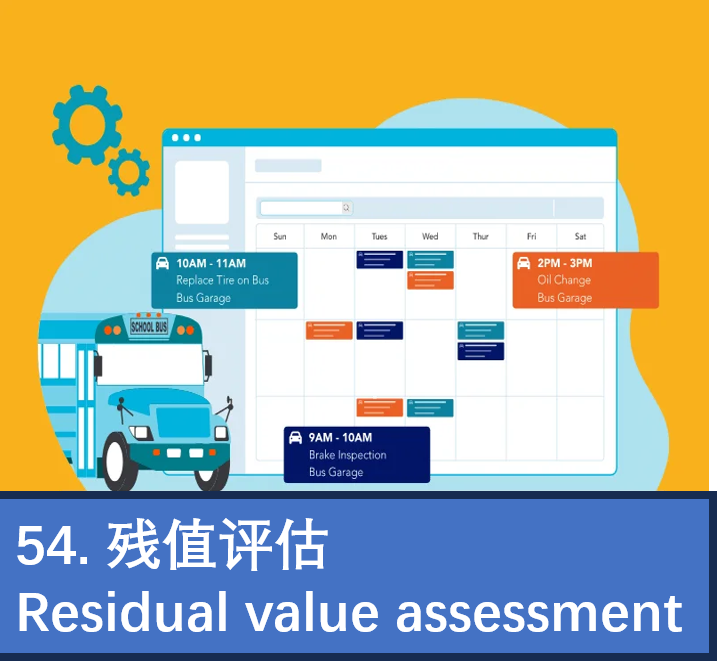 Sun Mon Tues Wed Thur Fri Sat
10AM - 11AM
Replace Tire on Bus
Bus Garage
2PM - 3PM
Oil Change
Bus Garage
SCHOOL BUS
9AM - 10AM
Brake Inspection
Bus Garage
54. 残值评估
Residual value assessment